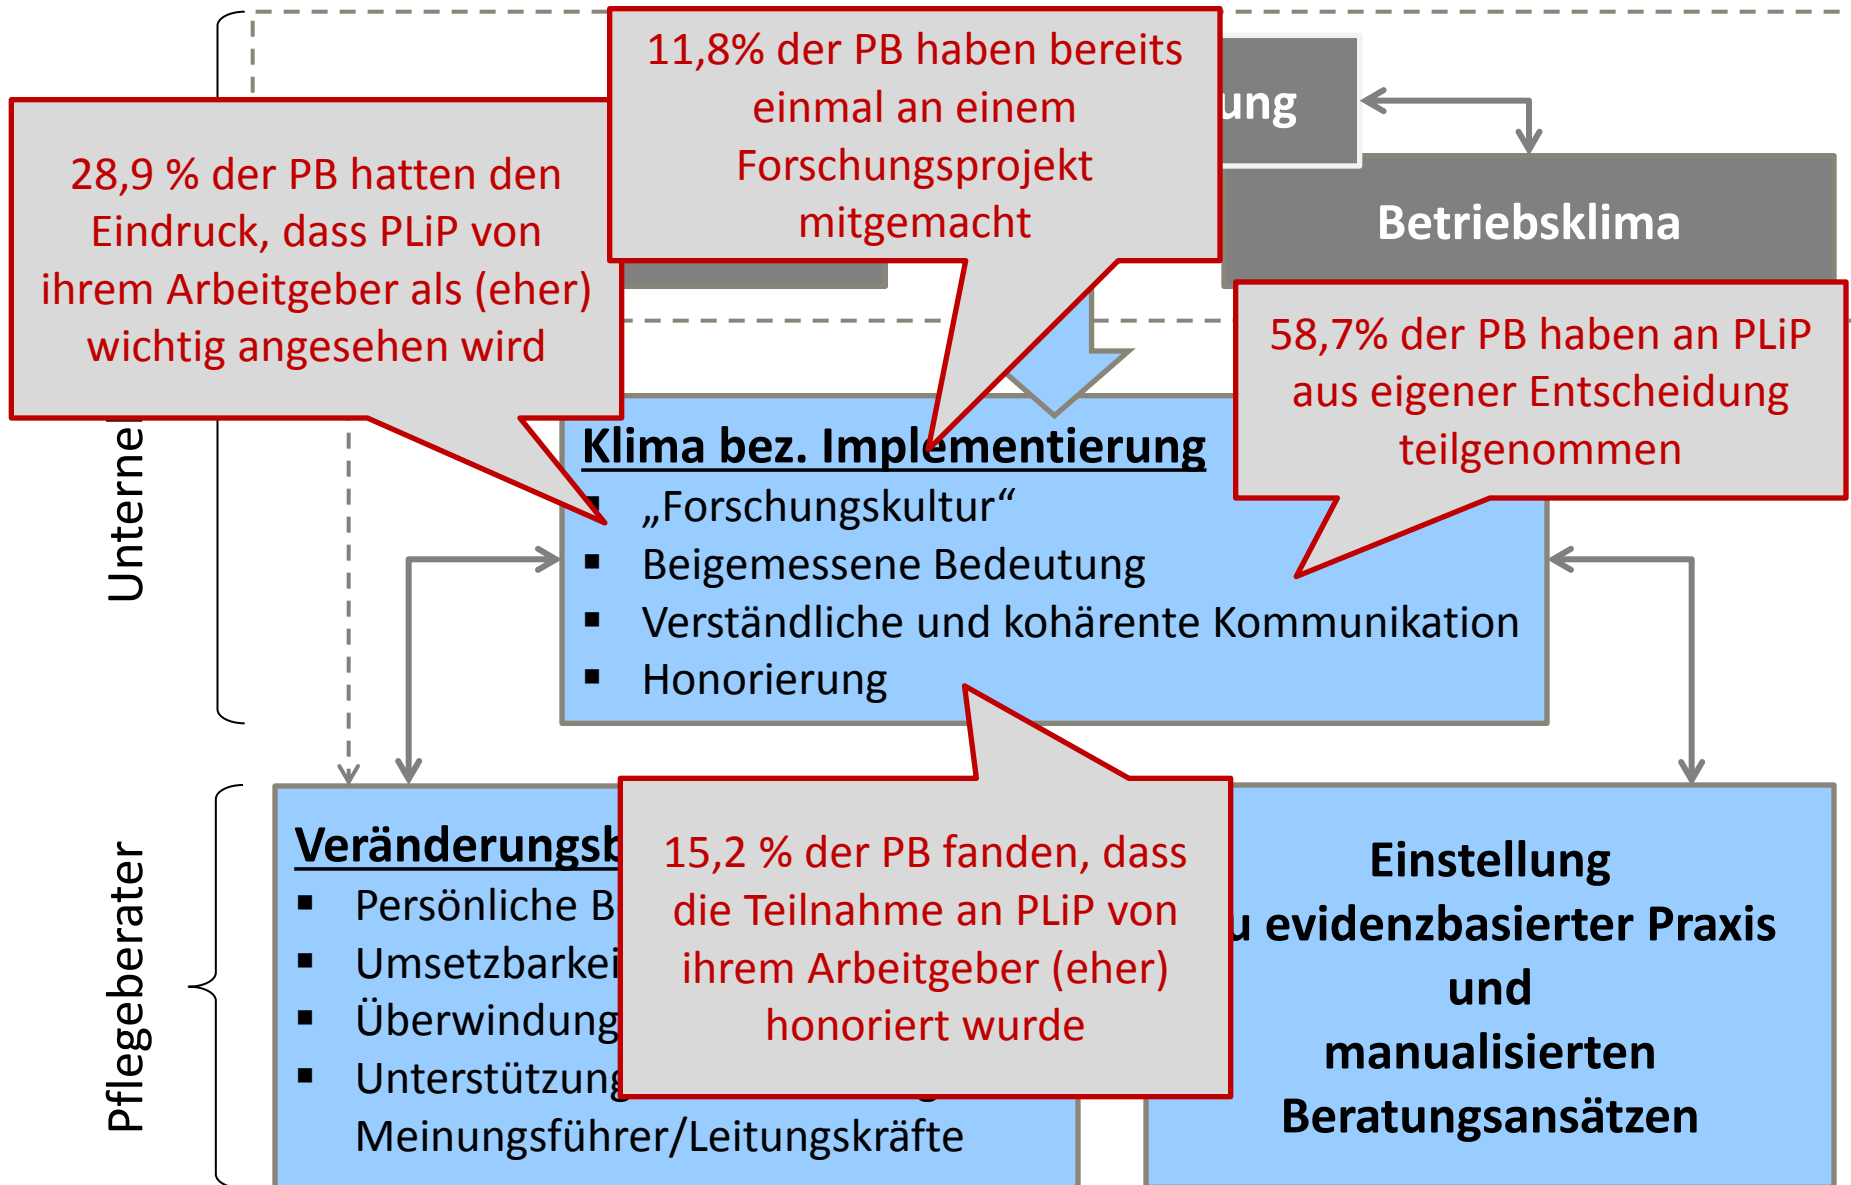 11,8% der PB haben bereits
einmal an einem
Forschungsprojekt
mitgemacht
28,9 % der PB hatten den
Eindruck, dass PLiP von
ihrem Arbeitgeber als (eher)
wichtig angesehen wird
Betriebsklima
58,7% der PB haben an PLiP
aus eigener Entscheidung
teilgenommen
Klima bez. Implementierung
▪ „Forschungskultur“
▪ Beigemessene Bedeutung
▪ Verständliche und kohärente Kommunikation
▪ Honorierung
15,2 % der PB fanden, dass
die Teilnahme an PLiP von
ihrem Arbeitgeber (eher)
honoriert wurde
Pflegeberater
▪ Persönliche
▪ Überwindung
▪ Unterstützung
Meinungsführer/Leitungskräfte
Einstellung
evidenzbasierter Praxis
und
manualisierten
Beratungsansätzen